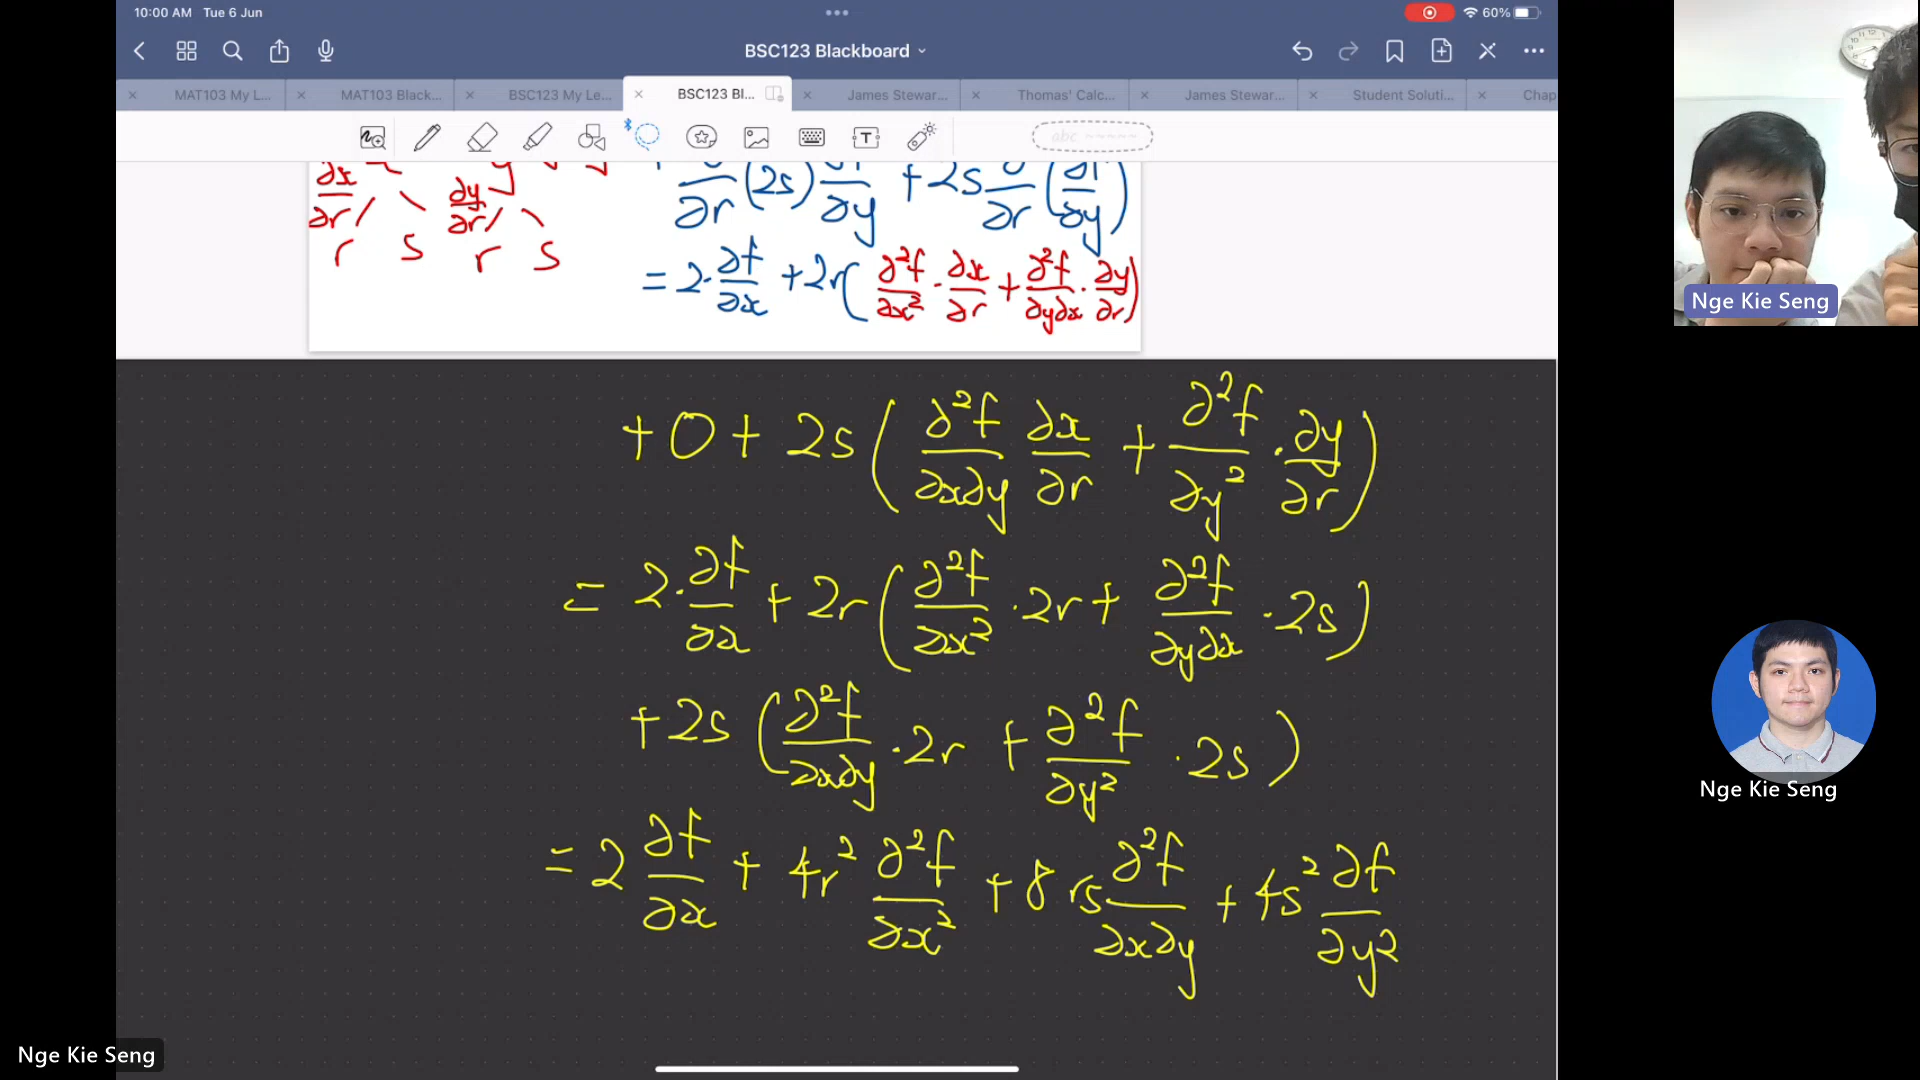 10:00 AM Tue 6 Jun
60%
BSC123 Blackboard
MAT103 My L... MAT103 Black... BSC123 My Le... BSC123 Bl... James Stewar... Thomas' Calc... James Stewar... Student Soluti... Chap
abc
∂x/∂r ∂y/∂r
r s r s
∂/∂r (2s) ∂f/∂y + 2s ∂/∂r (∂f/∂y)
= 2·∂f/∂x + 2r(∂²f/∂x² · ∂x/∂r + ∂²f/∂y∂x · ∂y/∂r)
+ 0 + 2s(∂²f/∂x∂y ∂x/∂r + ∂²f/∂y² · ∂y/∂r)
= 2·∂f/∂x + 2r(∂²f/∂x² · 2r + ∂²f/∂y∂x · 2s)
+ 2s(∂²f/∂x∂y · 2r + ∂²f/∂y² · 2s)
= 2 ∂f/∂x + 4r² ∂²f/∂x² + 8rs ∂²f/∂x∂y + 4s² ∂f/∂y²
Nge Kie Seng
Nge Kie Seng
Nge Kie Seng